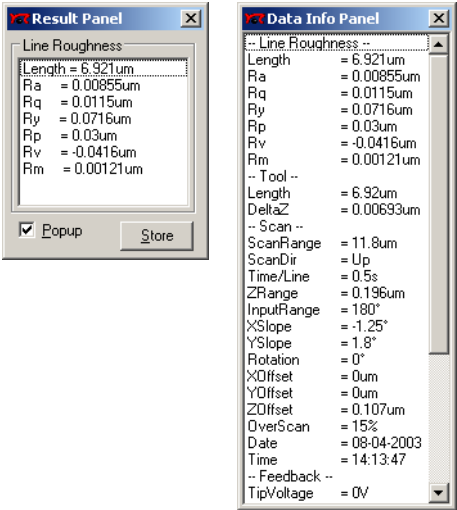 Result Panel
Line Roughness
Length = 6.921um
Ra = 0.00855um
Rq = 0.0115um
Ry = 0.0716um
Rp = 0.03um
Rv = -0.0416um
Rm = 0.00121um
Popup
Store
Data Info Panel
-- Line Roughness --
Length = 6.921um
Ra = 0.00855um
Rq = 0.0115um
Ry = 0.0716um
Rp = 0.03um
Rv = -0.0416um
Rm = 0.00121um
-- Tool --
Length = 6.92um
DeltaZ = 0.00693um
-- Scan --
ScanRange = 11.8um
ScanDir = Up
Time/Line = 0.5s
ZRange = 0.196um
InputRange = 180°
XSlope = -1.25°
YSlope = 1.8°
Rotation = 0°
XOffset = 0um
YOffset = 0um
ZOffset = 0.107um
OverScan = 15%
Date = 08-04-2003
Time = 14:13:47
-- Feedback --
TipVoltage = 0V